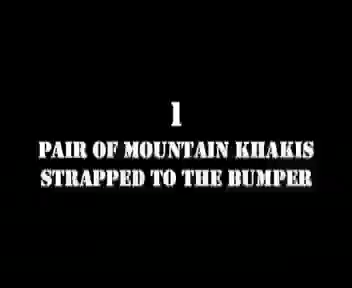 1
PAIR OF MOUNTAIN KHAKIS
STRAPPED TO THE BUMPER